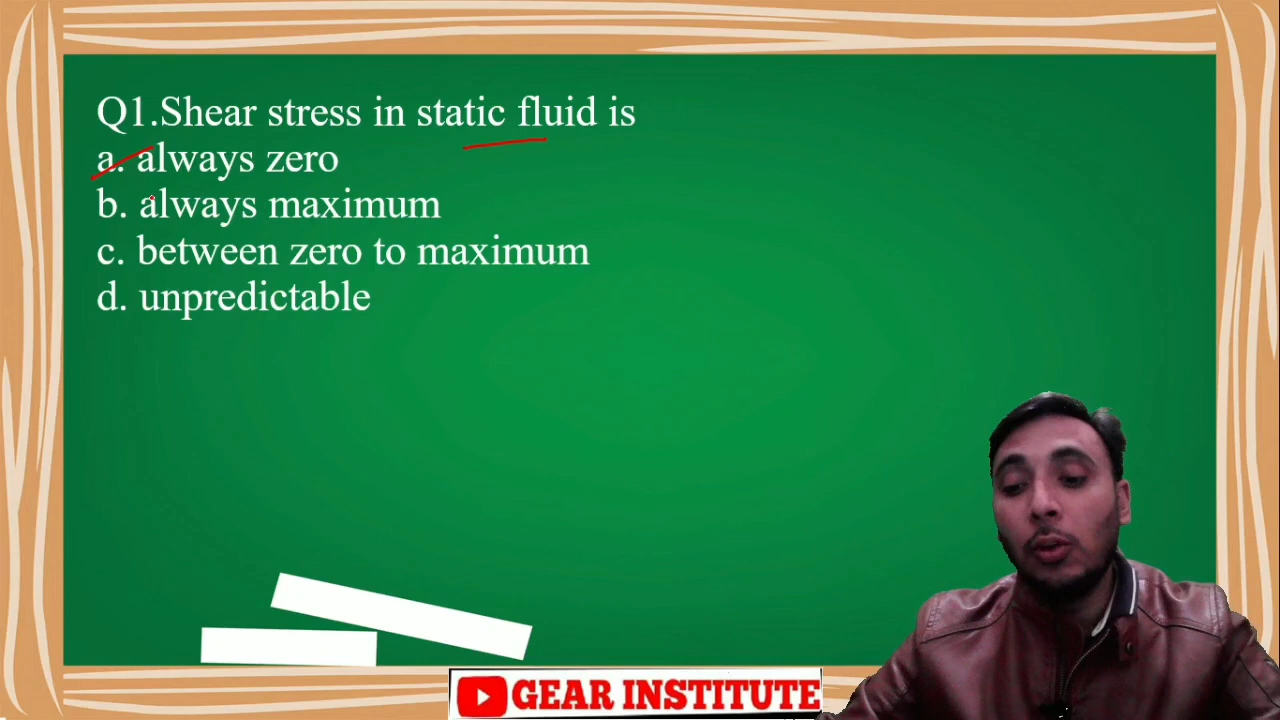 Q1.Shear stress in static fluid is
a. always zero
b. always maximum
c. between zero to maximum
d. unpredictable
GEAR INSTITUTE